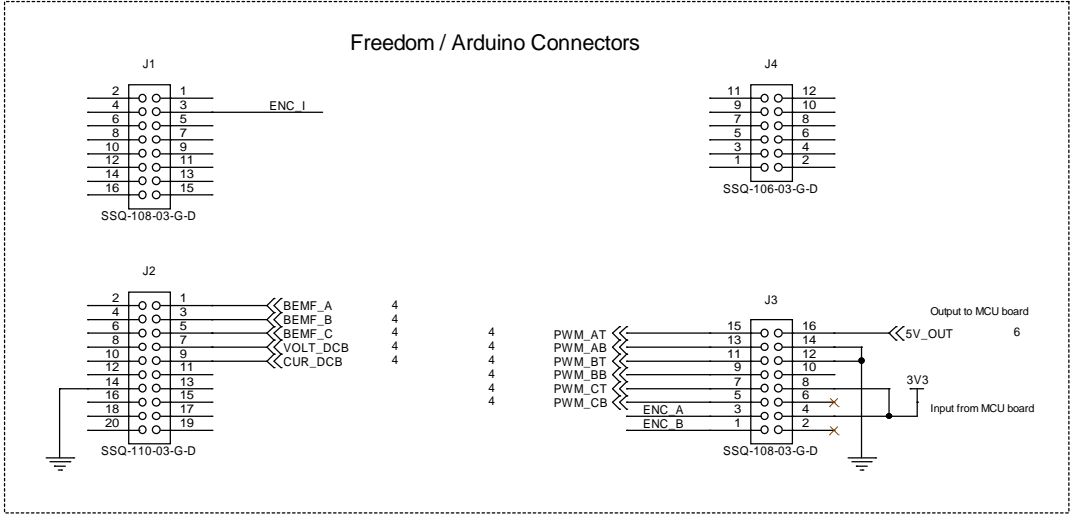 Freedom / Arduino Connectors
J1
2 1
4 3 ENC_I
6 5
8 7
10 9
12 11
14 13
16 15
SSQ-108-03-G-D
J4
11 12
9 10
7 8
5 6
3 4
1 2
SSQ-106-03-G-D
J2
2 1 BEMF_A 4
4 3 BEMF_B 4
6 5 BEMF_C 4
8 7 VOLT_DCB 4
10 9 CUR_DCB 4
12 11
14 13
16 15
18 17
20 19
SSQ-110-03-G-D
J3
Output to MCU board
4 PWM_AT 15 16 5V_OUT 6
4 PWM_AB 13 14
4 PWM_BT 11 12
4 PWM_BB 9 10
4 PWM_CT 7 8 3V3
4 PWM_CB 5 6
ENC_A 3 4 Input from MCU board
ENC_B 1 2
SSQ-108-03-G-D